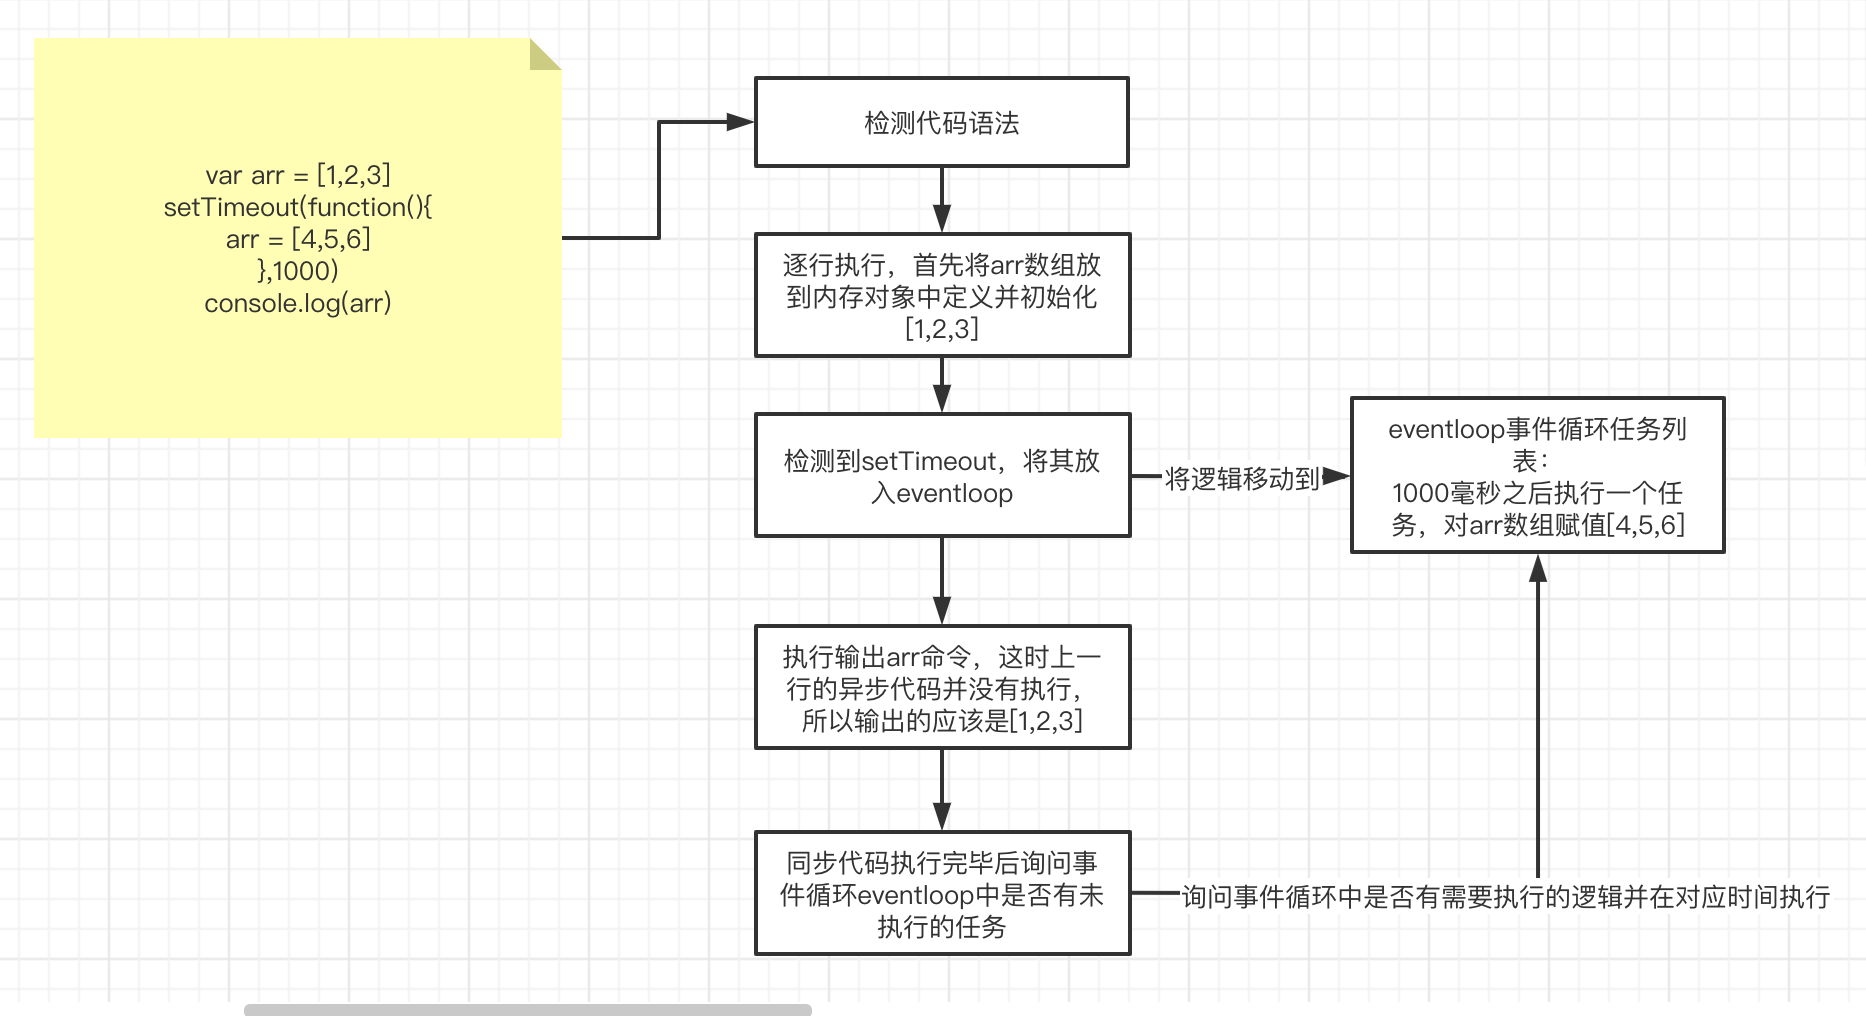 var arr = [1,2,3]
setTimeout(function(){
arr = [4,5,6]
},1000)
console.log(arr)
检测代码语法
逐行执行，首先将arr数组放
到内存对象中定义并初始化
[1,2,3]
检测到setTimeout，将其放
入eventloop
将逻辑移动到
eventloop事件循环任务列
表：
1000毫秒之后执行一个任
务，对arr数组赋值[4,5,6]
执行输出arr命令，这时上一
行的异步代码并没有执行，
所以输出的应该是[1,2,3]
同步代码执行完毕后询问事
件循环eventloop中是否有未
执行的任务
询问事件循环中是否有需要执行的逻辑并在对应时间执行